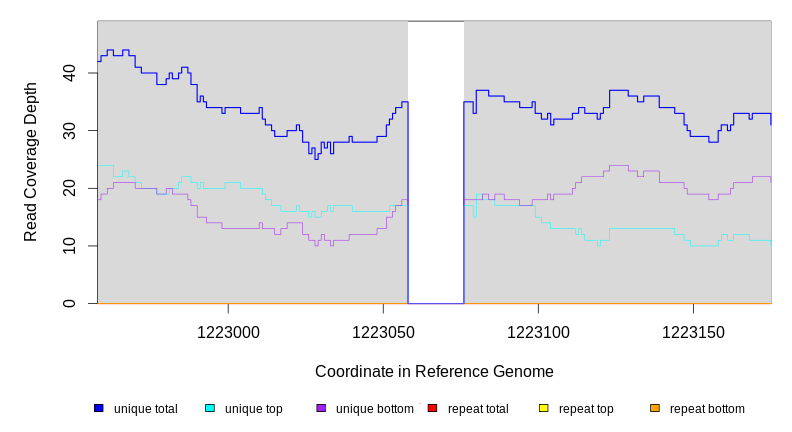 Read Coverage Depth
40
30
20
10
0
1223000 1223050 1223100 1223150
Coordinate in Reference Genome
unique total unique top unique bottom repeat total repeat top repeat bottom